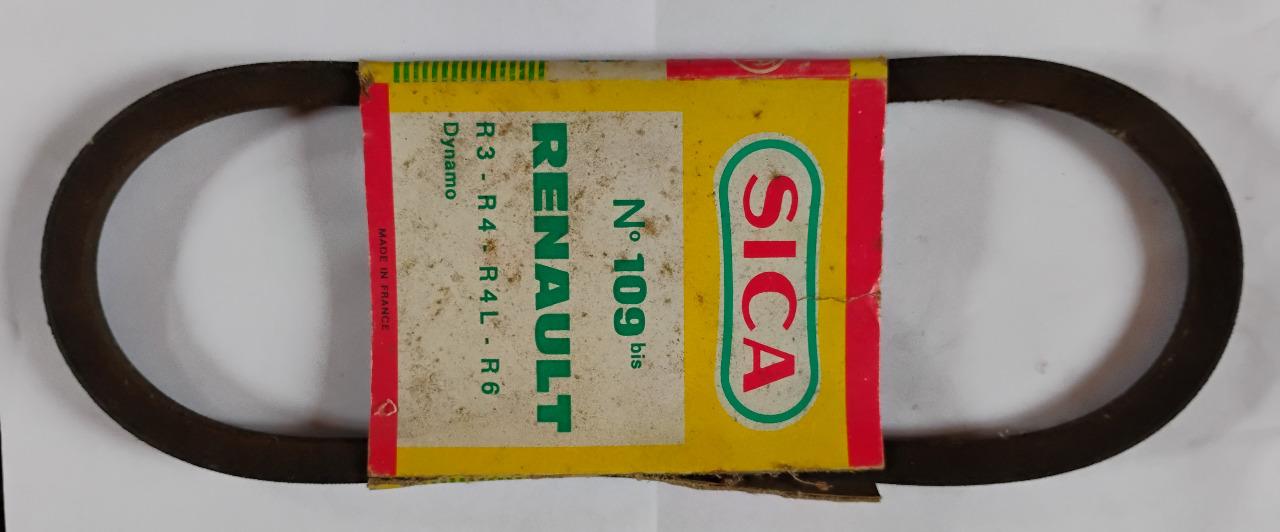 SICA
N° 109 bis
RENAULT
R3 - R4 - R4L - R6
Dynamo
MADE IN FRANCE